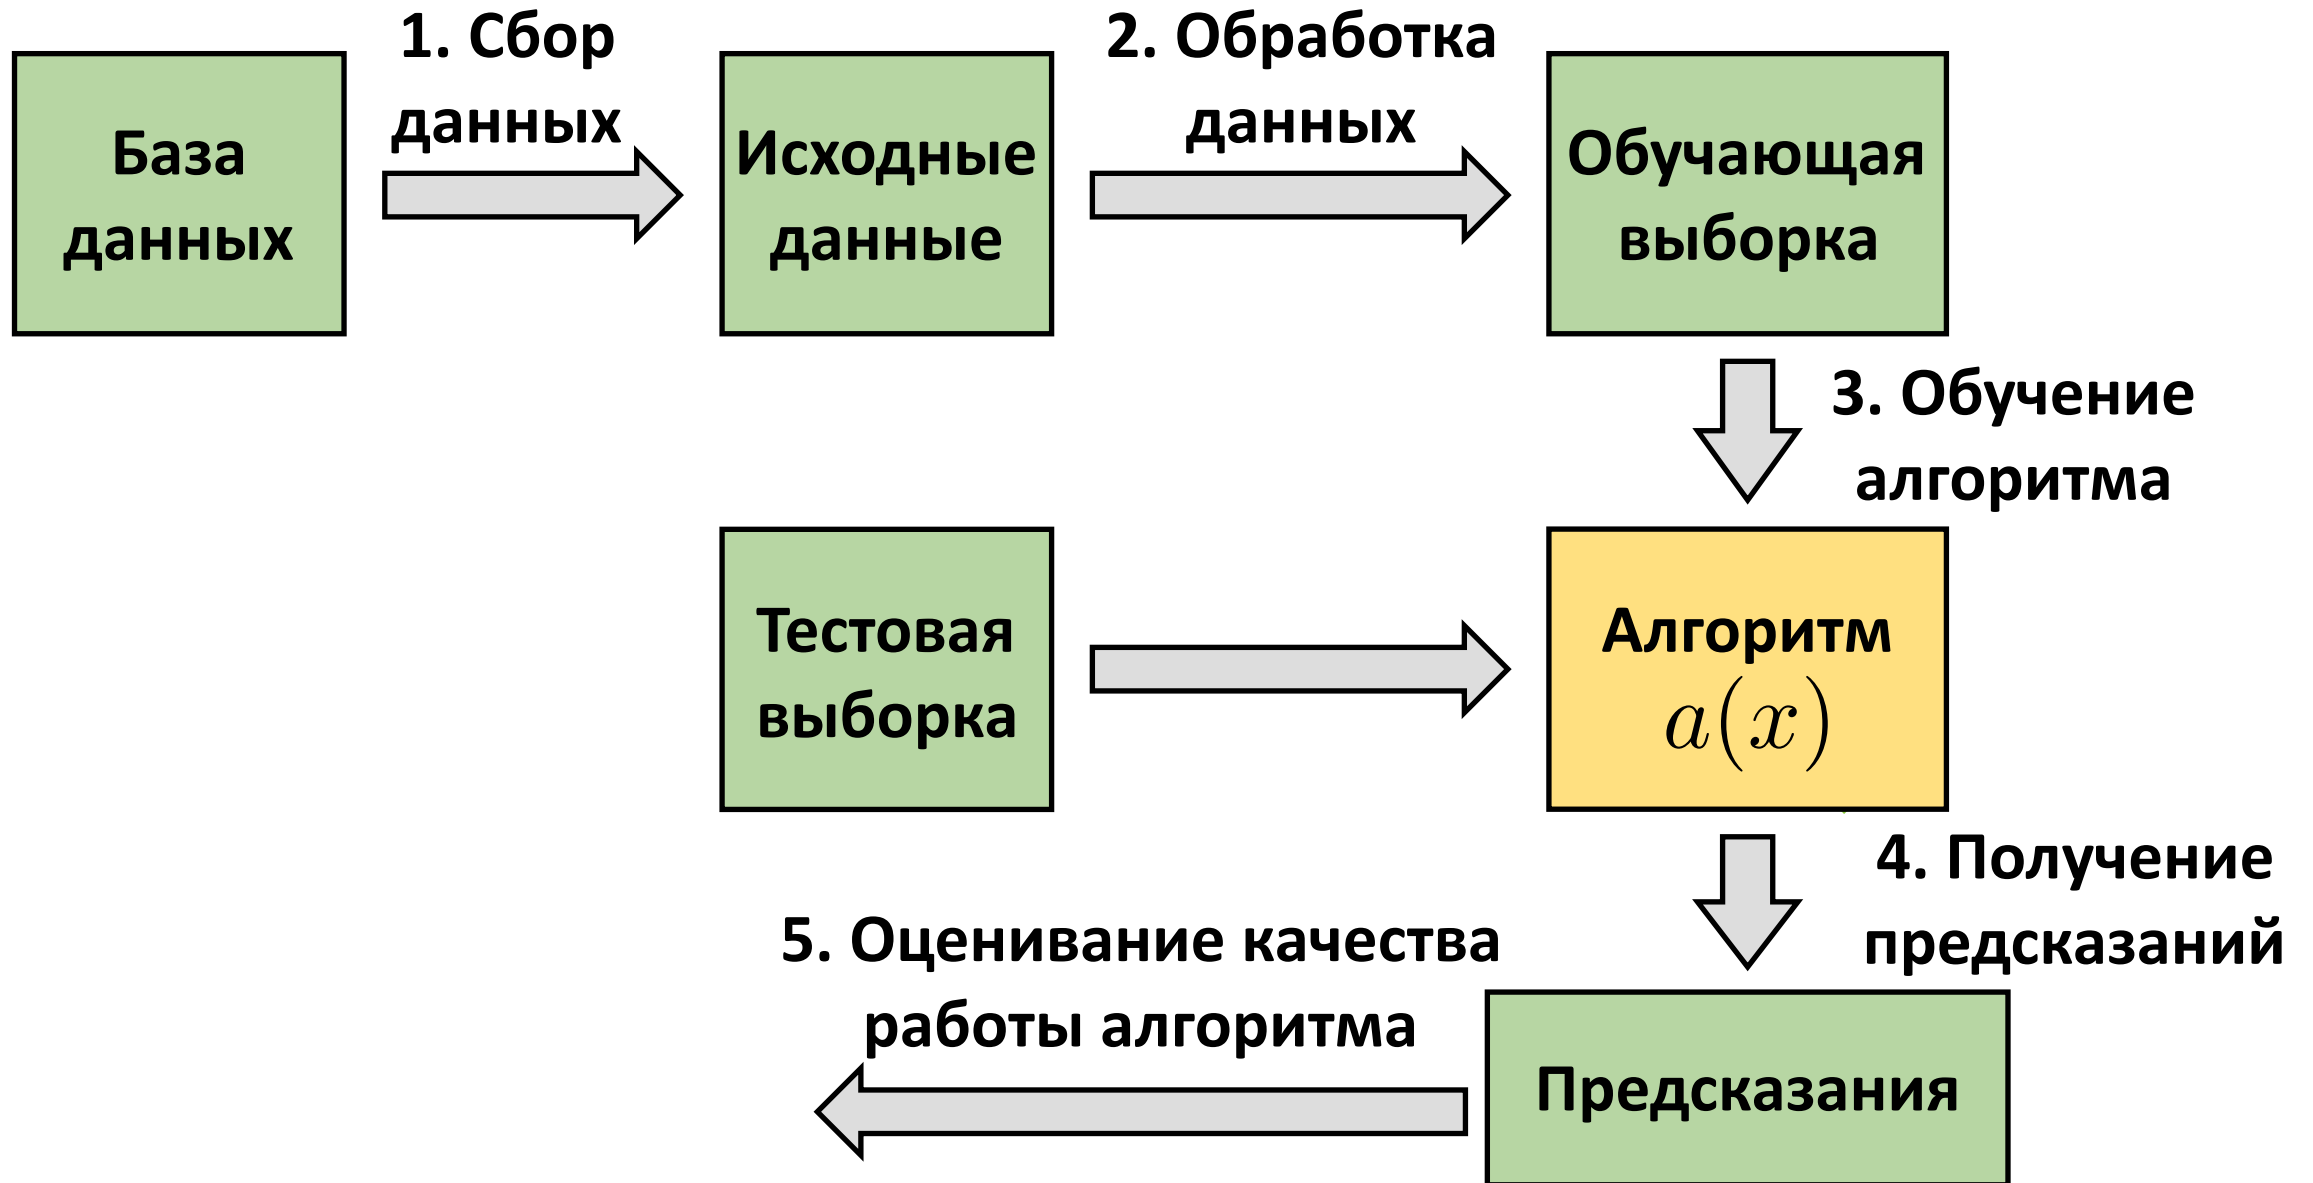 1. Сбор
данных
2. Обработка
данных
База
данных
Исходные
данные
Обучающая
выборка
3. Обучение
алгоритма
Тестовая
выборка
Алгоритм
a(x)
4. Получение
предсказаний
5. Оценивание качества
работы алгоритма
Предсказания